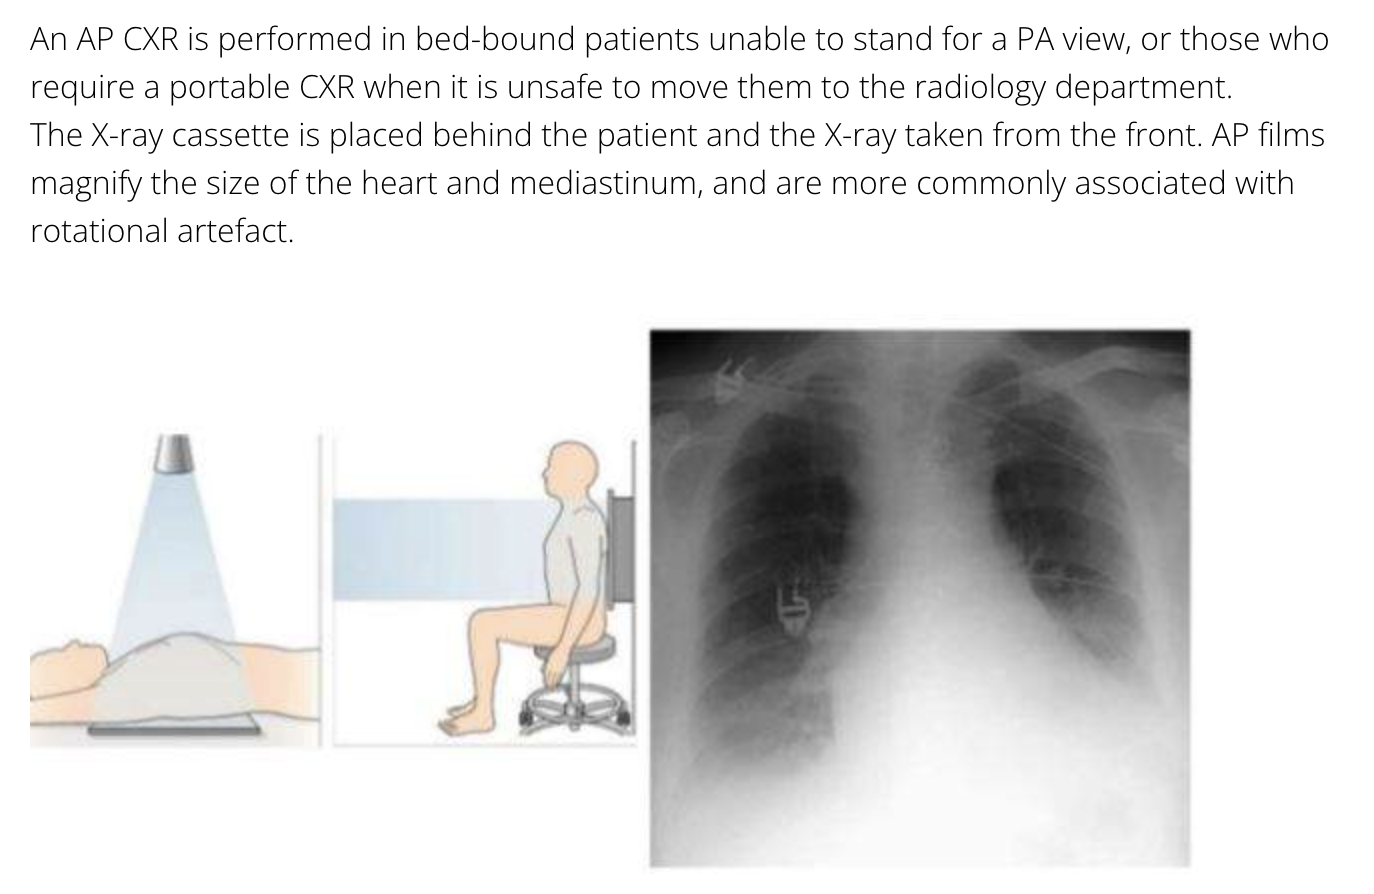 An AP CXR is performed in bed-bound patients unable to stand for a PA view, or those who
require a portable CXR when it is unsafe to move them to the radiology department.
The X-ray cassette is placed behind the patient and the X-ray taken from the front. AP films
magnify the size of the heart and mediastinum, and are more commonly associated with
rotational artefact.